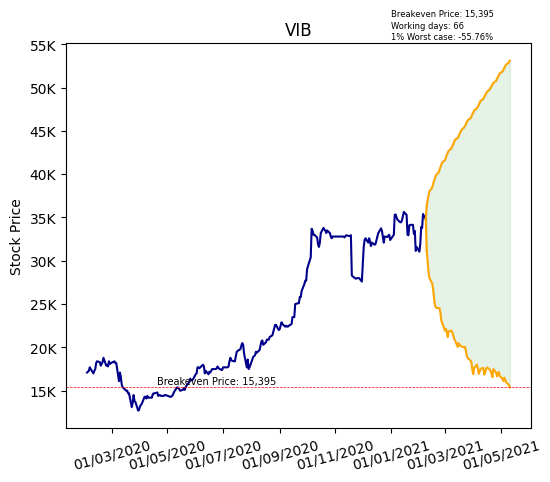 Breakeven Price: 15,395
Working days: 66
1% Worst case: -55.76%
VIB
55K
50K
45K
40K
35K
30K
25K
20K
15K
Stock Price
Breakeven Price: 15,395
01/03/2020 01/05/2020 01/07/2020 01/09/2020 01/11/2020 01/01/2021 01/03/2021 01/05/2021